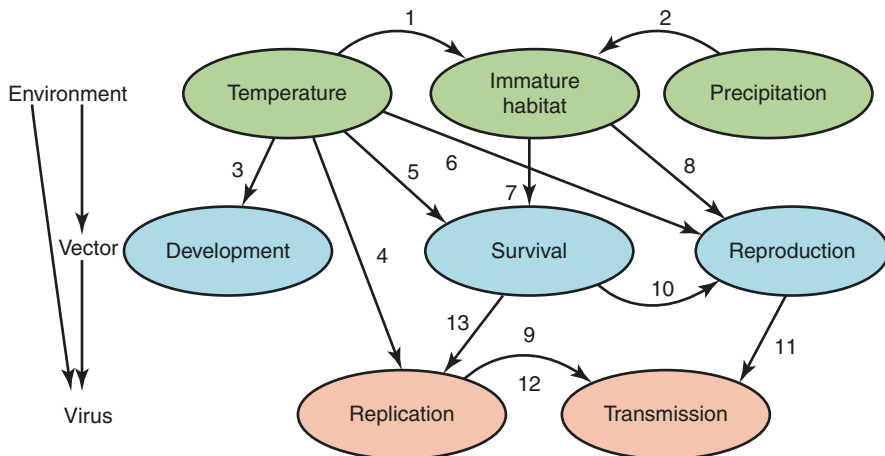 1
2
Environment
Temperature
Immature
habitat
Precipitation
3
5
6
7
8
Vector
Development
4
Survival
Reproduction
10
13
9
11
12
Virus
Replication
Transmission